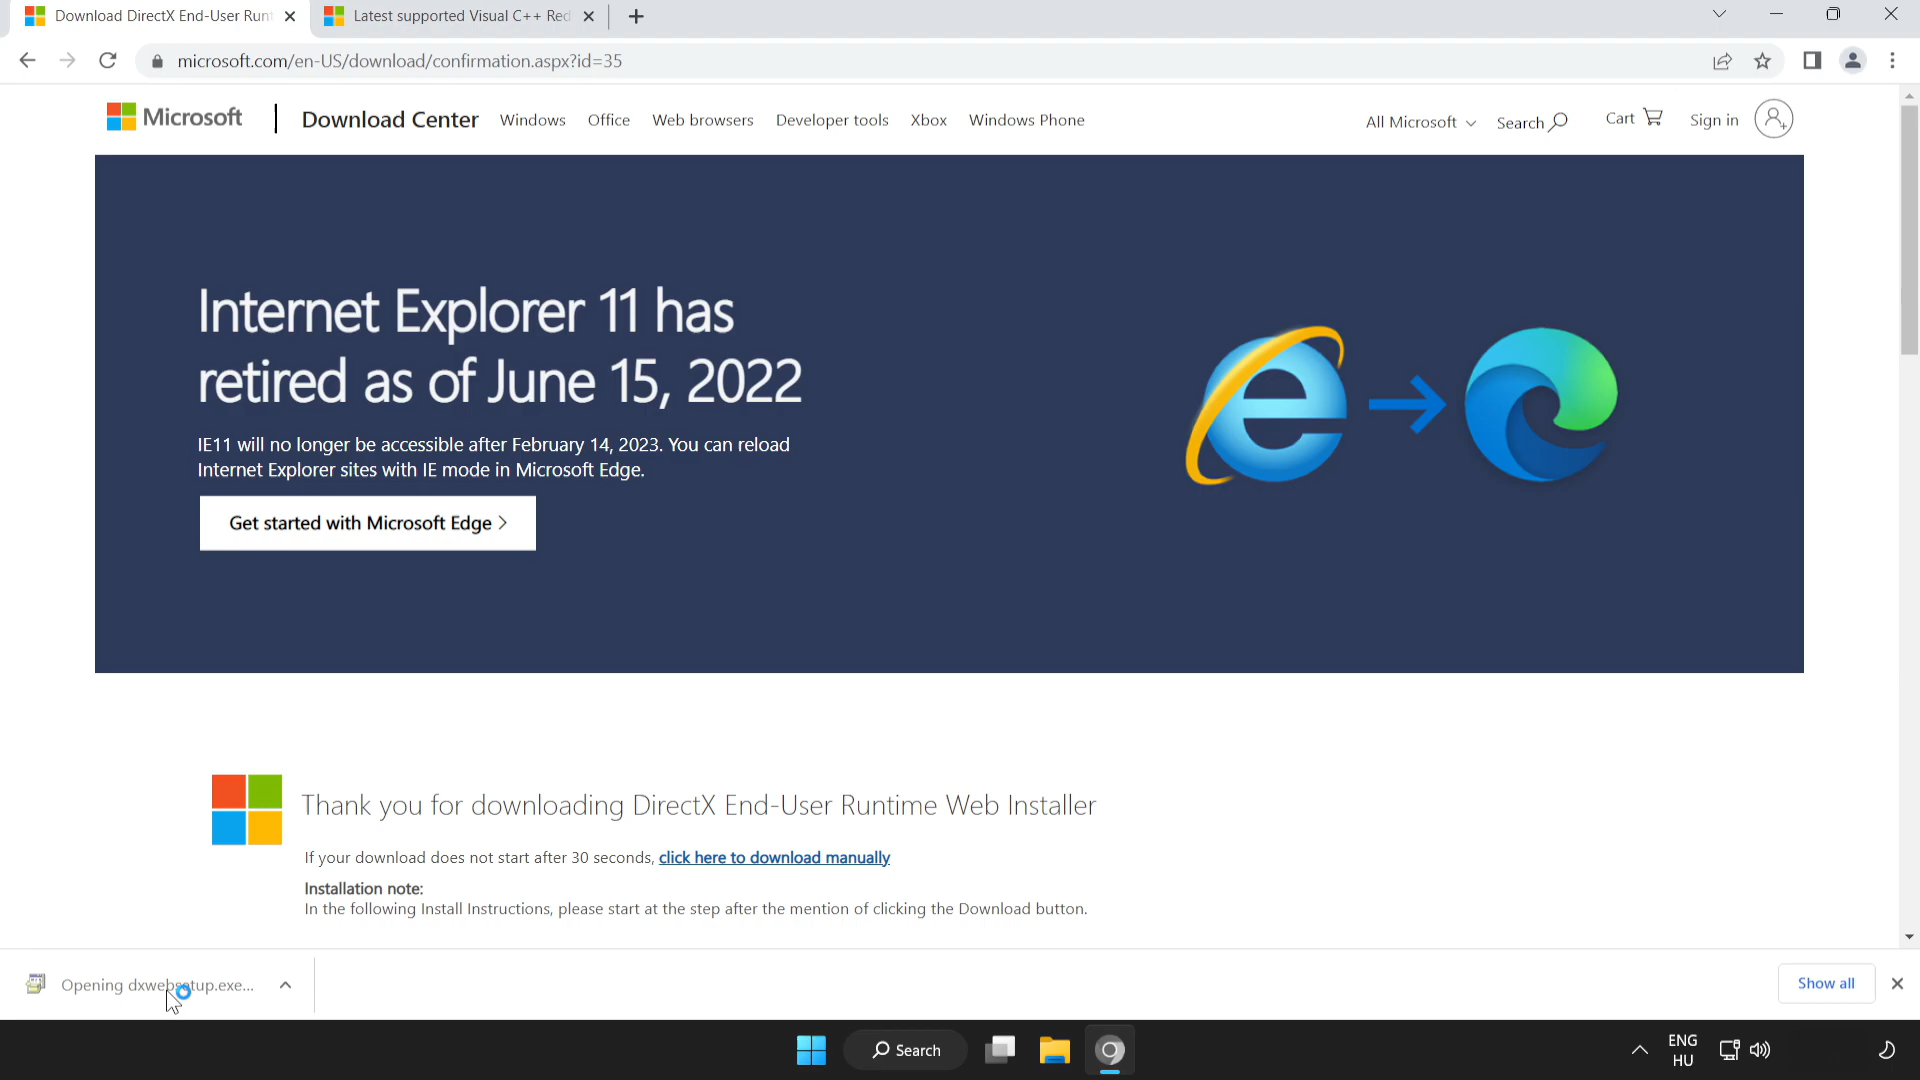 Download DirectX End-User Runt
Latest supported Visual C++ Red
microsoft.com/en-US/download/confirmation.aspx?id=35
Microsoft
Download Center
Windows
Office
Web browsers
Developer tools
Xbox
Windows Phone
All Microsoft
Search
Cart
Sign in
Internet Explorer 11 has
retired as of June 15, 2022
IE11 will no longer be accessible after February 14, 2023. You can reload
Internet Explorer sites with IE mode in Microsoft Edge.
Get started with Microsoft Edge >
Thank you for downloading DirectX End-User Runtime Web Installer
If your download does not start after 30 seconds, click here to download manually
Installation note:
In the following Install Instructions, please start at the step after the mention of clicking the Download button.
Opening dxwebsetup.exe...
Show all
Search
ENG
HU